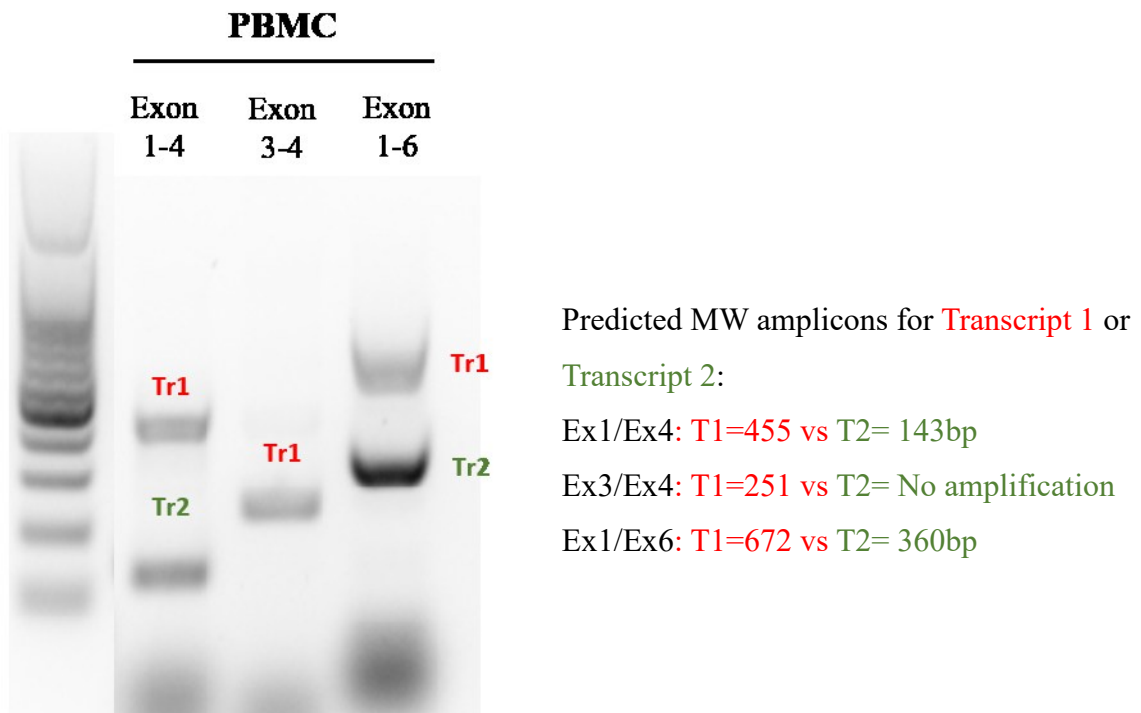 PBMC
Exon 1-4
Exon 3-4
Exon 1-6
Tr1
Tr1
Tr1
Tr2
Tr2
Predicted MW amplicons for Transcript 1 or
Transcript 2:
Ex1/Ex4: T1=455 vs T2= 143bp
Ex3/Ex4: T1=251 vs T2= No amplification
Ex1/Ex6: T1=672 vs T2= 360bp